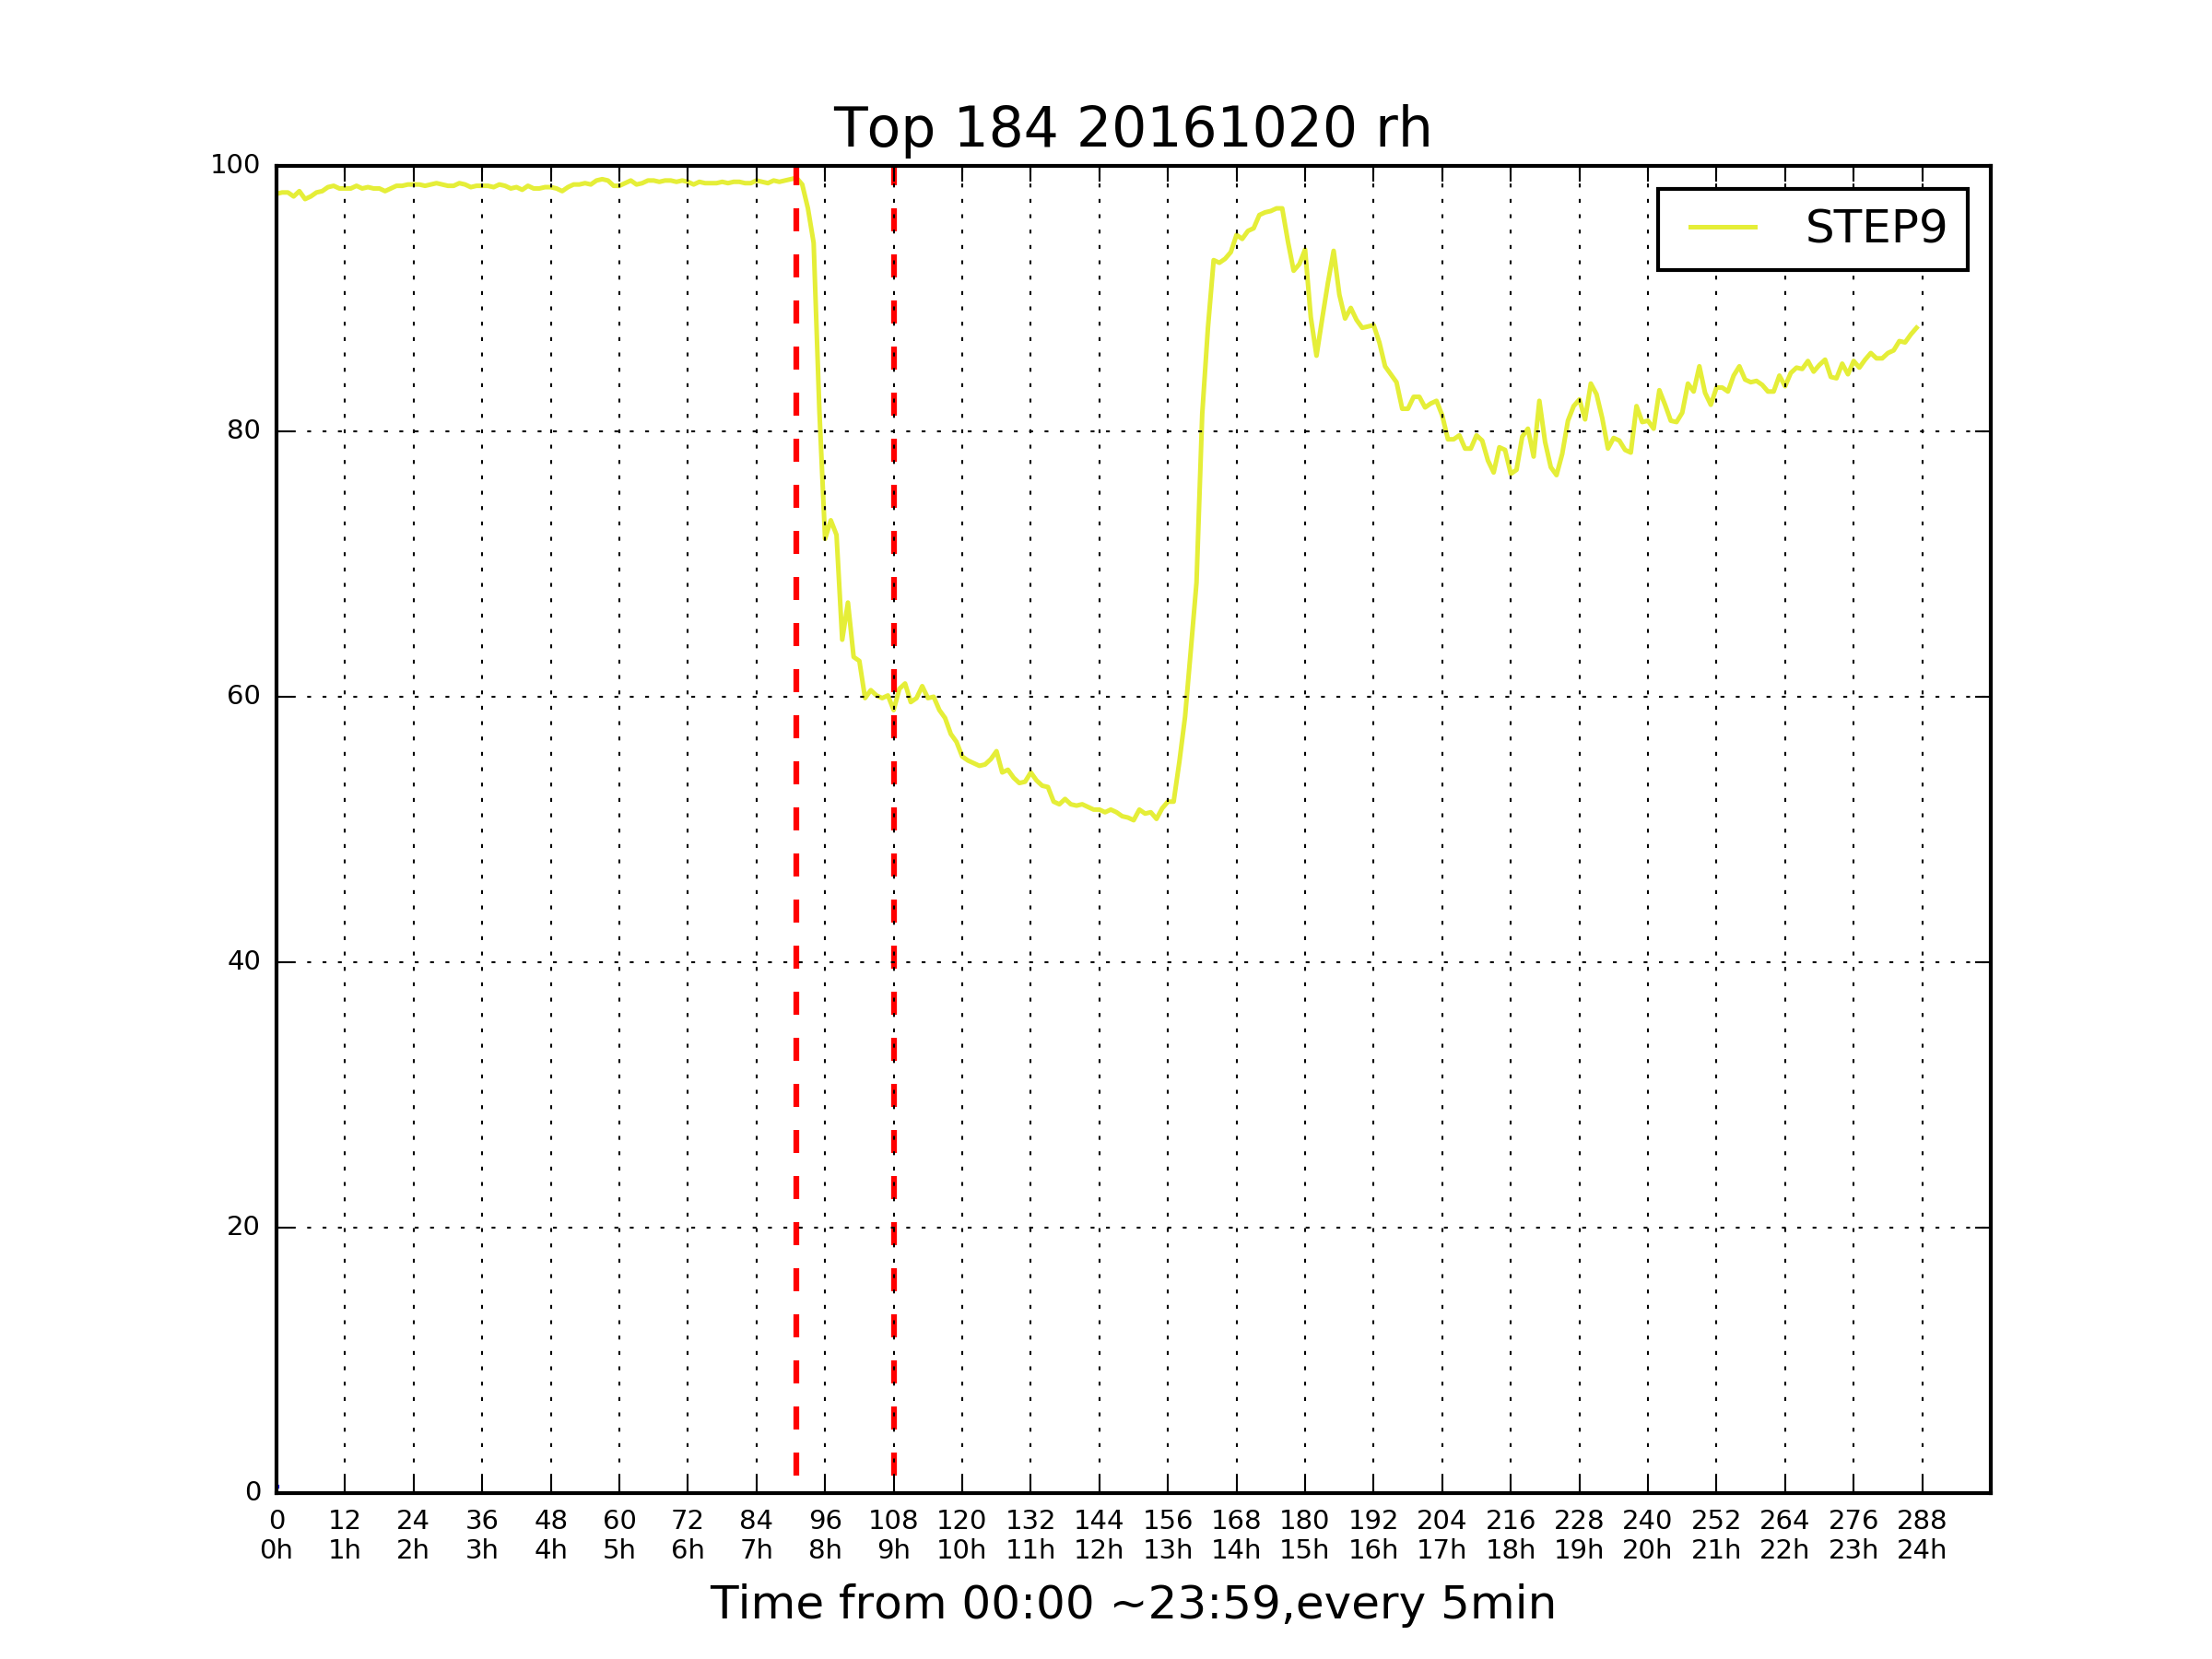 Top 184 20161020 rh
STEP9
100
80
60
40
20
0
0 12 24 36 48 60 72 84 96 108 120 132 144 156 168 180 192 204 216 228 240 252 264 276 288
0h 1h 2h 3h 4h 5h 6h 7h 8h 9h 10h 11h 12h 13h 14h 15h 16h 17h 18h 19h 20h 21h 22h 23h 24h
Time from 00:00 ~23:59,every 5min